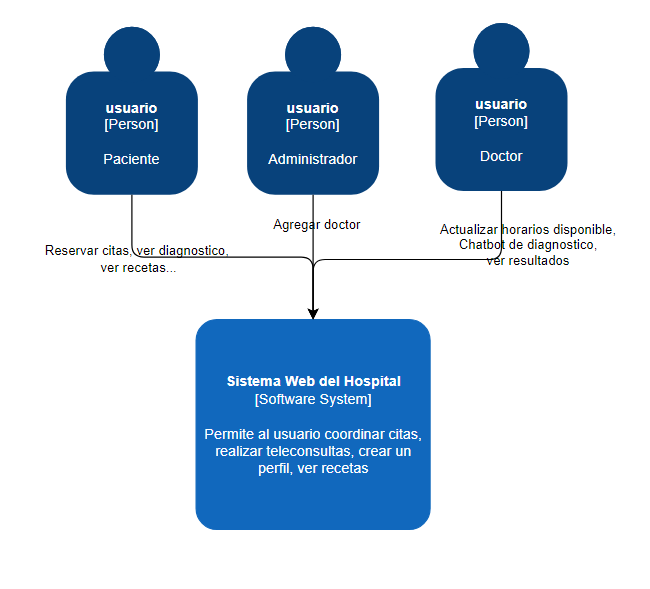 usuario
[Person]
Paciente
usuario
[Person]
Administrador
usuario
[Person]
Doctor
Reservar citas, ver diagnostico,
ver recetas...
Agregar doctor
Actualizar horarios disponible,
Chatbot de diagnostico,
ver resultados
Sistema Web del Hospital
[Software System]
Permite al usuario coordinar citas,
realizar teleconsultas, crear un
perfil, ver recetas